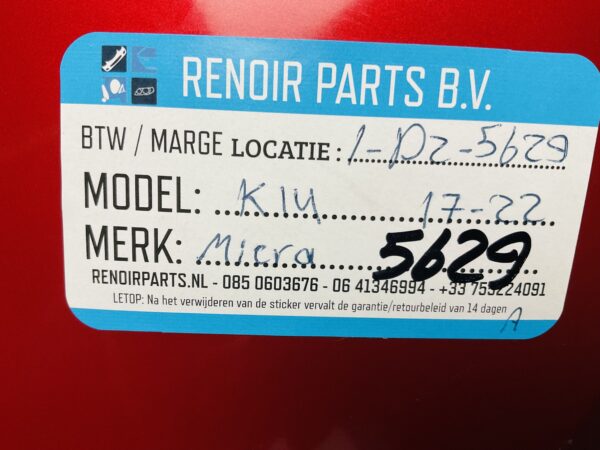 RENOIR PARTS B.V.
BTW / MARGE LOCATIE: 1-D2-5629
MODEL: K14 17-22
MERK: Micra 5629
RENOIRPARTS.NL - 085 0603676 - 06 41346994 - +33 753224091
LETOP: Na het verwijderen van de sticker vervalt de garantie/retourbeleid van 14 dagen
A